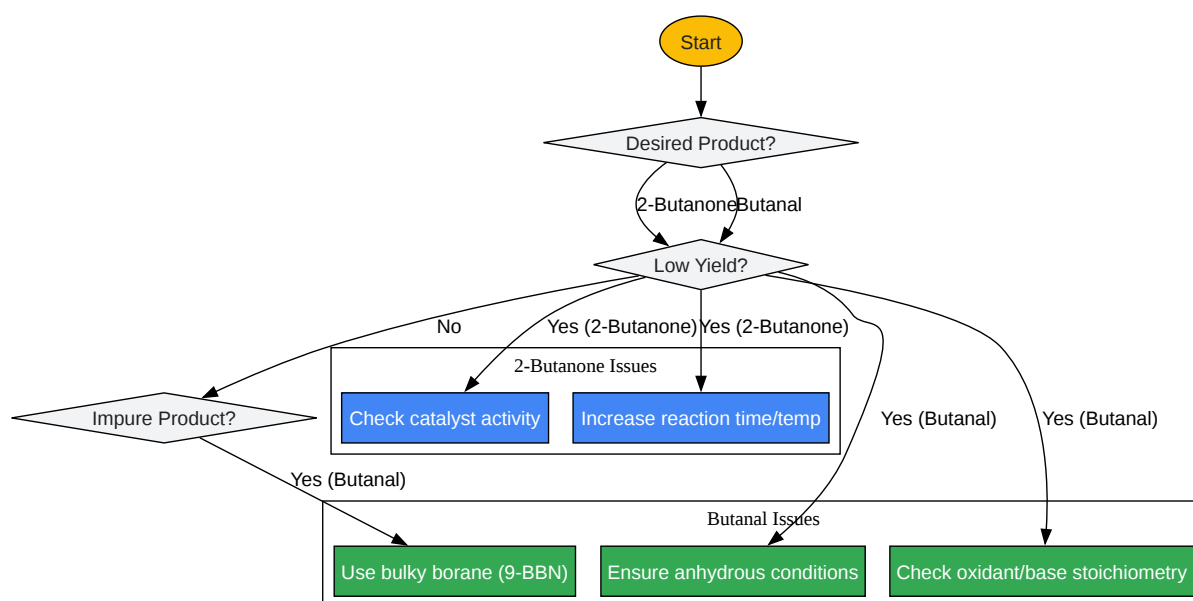 Start
Desired Product?
2-Butanone
Butanal
Low Yield?
No
Yes (2-Butanone)
Yes (2-Butanone)
2-Butanone Issues
Impure Product?
Check catalyst activity
Increase reaction time/temp
Yes (Butanal)
Yes (Butanal)
Yes (Butanal)
Butanal Issues
Use bulky borane (9-BBN)
Ensure anhydrous conditions
Check oxidant/base stoichiometry